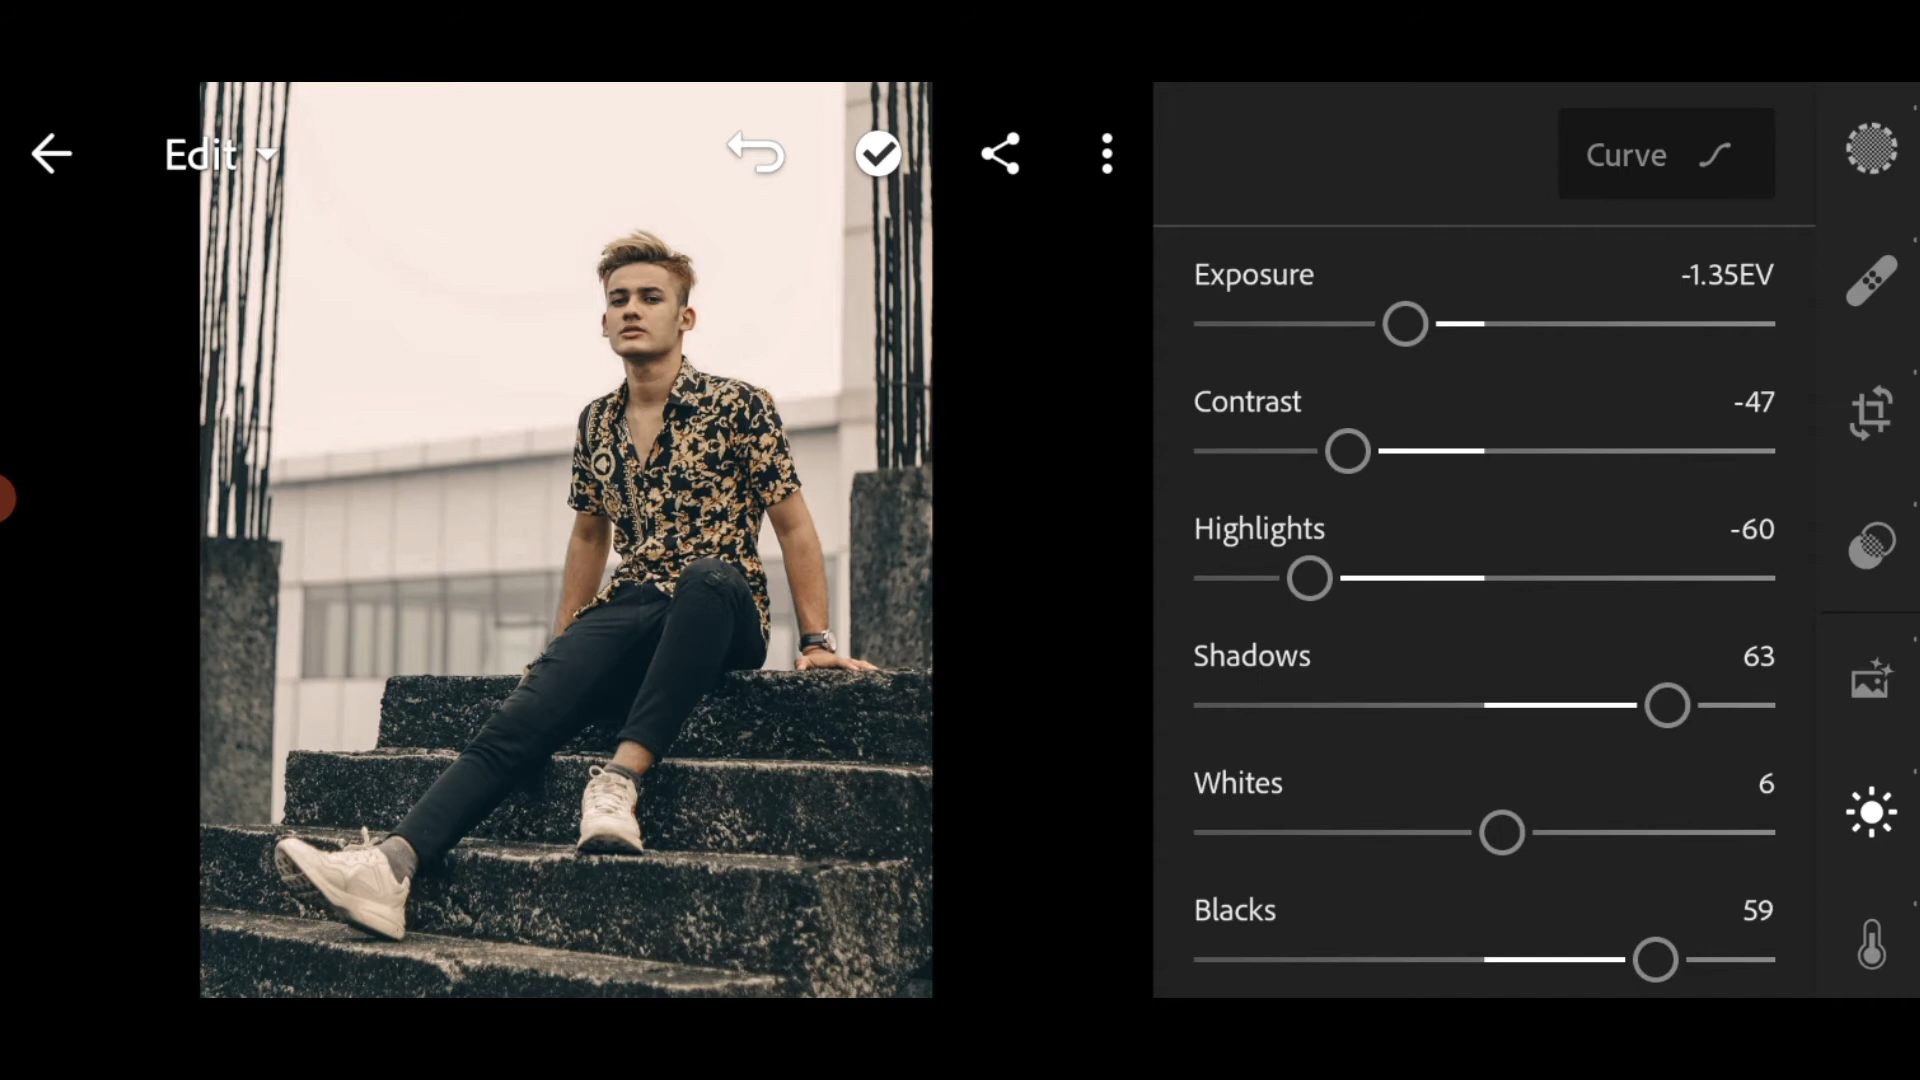 Edit
Curve
Exposure -1.35EV
Contrast -47
Highlights -60
Shadows 63
Whites 6
Blacks 59